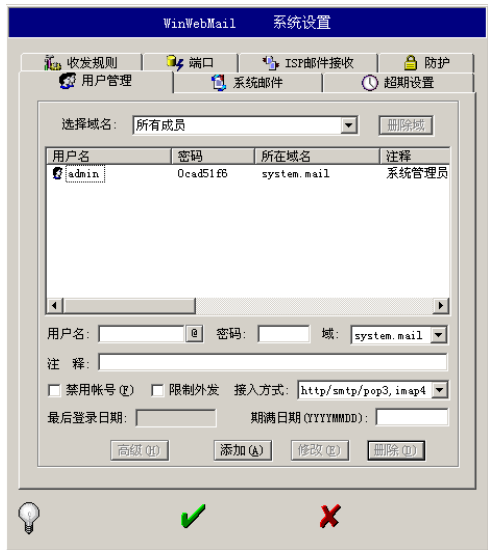 WinWebMail 系统设置
收发规则 端口 ISP邮件接收 防护
用户管理 系统邮件 超期设置
选择域名: 所有成员 删除域
用户名 密码 所在域名 注释
admin 0cad51f6 system.mail 系统管理员
用户名: @ 密码: 域: system.mail
注 释:
禁用帐号(F) 限制外发 接入方式: http/smtp/pop3,imap4
最后登录日期: 期满日期(YYYYMMDD):
高级(H) 添加(A) 修改(E) 删除(D)